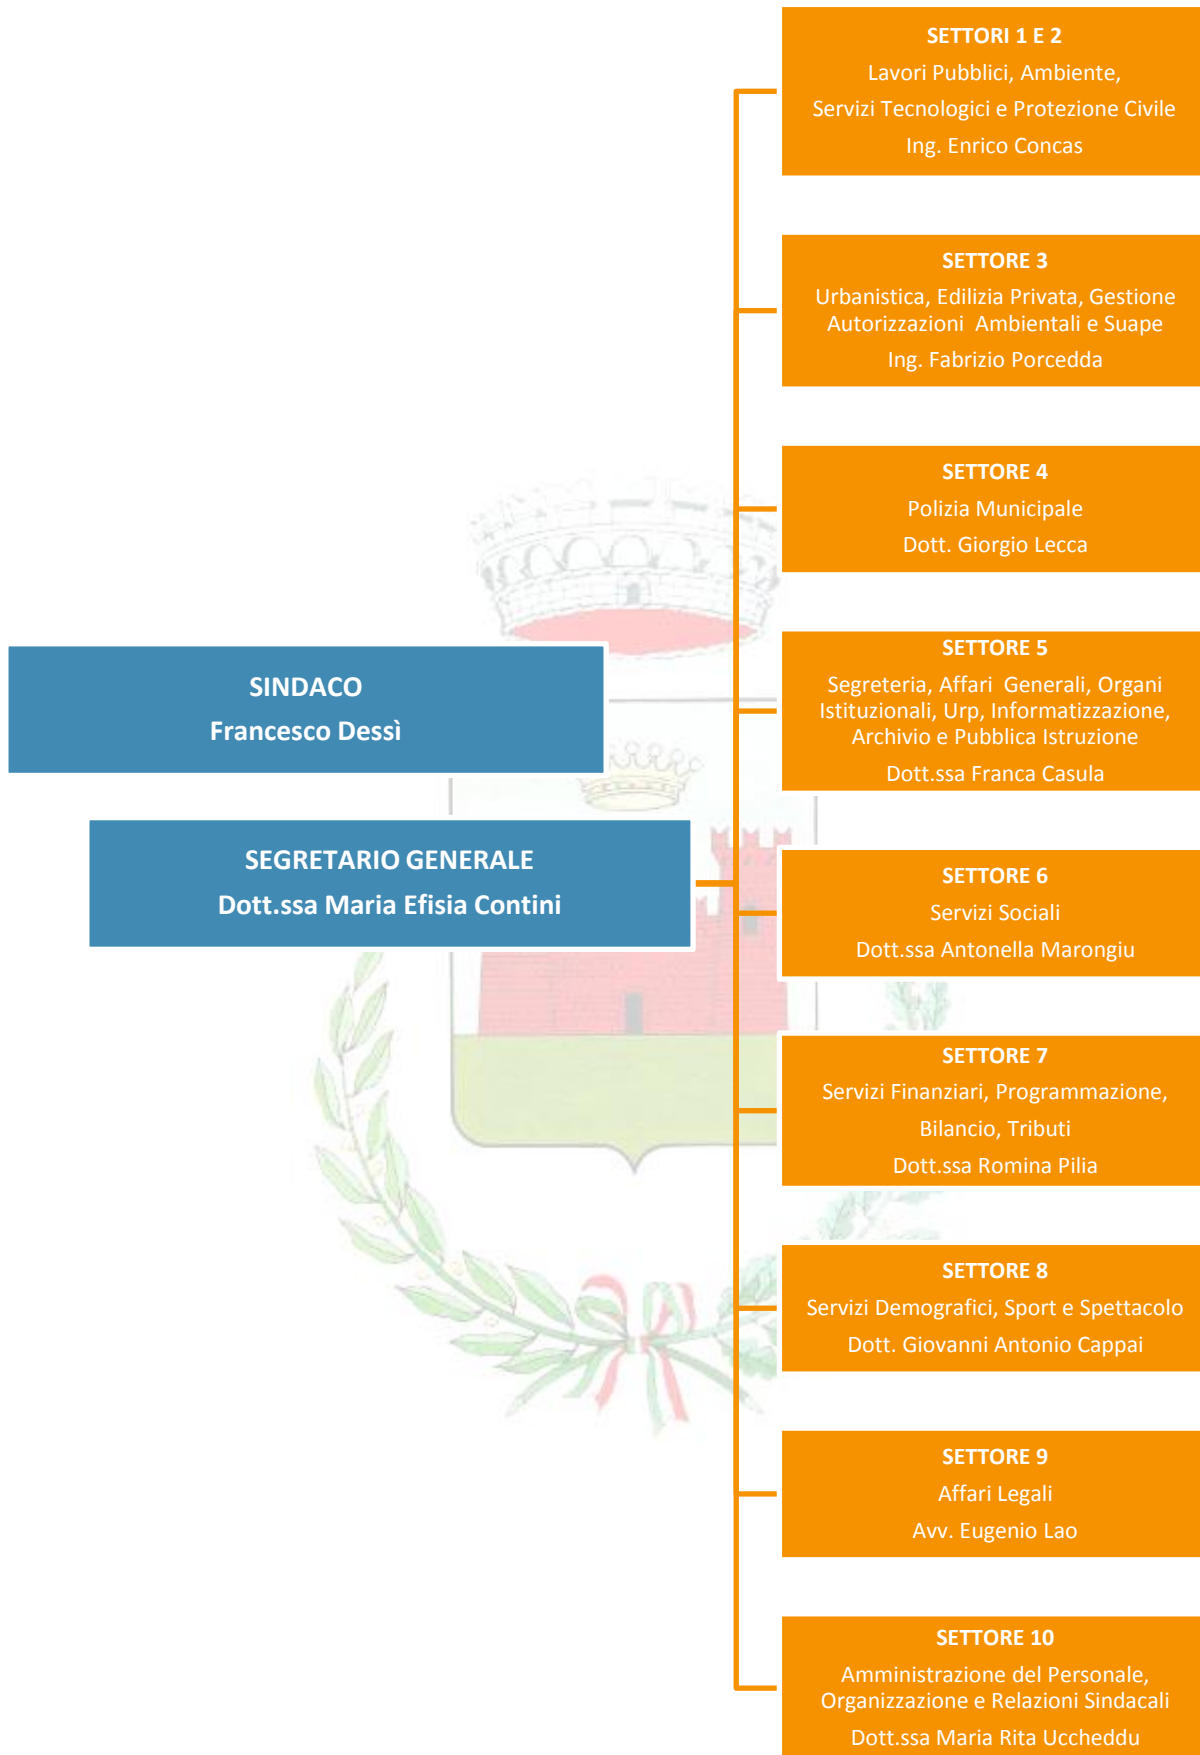 SINDACO
Francesco Dessì
SEGRETARIO GENERALE
Dott.ssa Maria Efisia Contini
SETTORI 1 E 2
Lavori Pubblici, Ambiente,
Servizi Tecnologici e Protezione Civile
Ing. Enrico Concas
SETTORE 3
Urbanistica, Edilizia Privata, Gestione
Autorizzazioni Ambientali e Suape
Ing. Fabrizio Porcedda
SETTORE 4
Polizia Municipale
Dott. Giorgio Lecca
SETTORE 5
Segreteria, Affari Generali, Organi
Istituzionali, Urp, Informatizzazione,
Archivio e Pubblica Istruzione
Dott.ssa Franca Casula
SETTORE 6
Servizi Sociali
Dott.ssa Antonella Marongiu
SETTORE 7
Servizi Finanziari, Programmazione,
Bilancio, Tributi
Dott.ssa Romina Pilia
SETTORE 8
Servizi Demografici, Sport e Spettacolo
Dott. Giovanni Antonio Cappai
SETTORE 9
Affari Legali
Avv. Eugenio Lao
SETTORE 10
Amministrazione del Personale,
Organizzazione e Relazioni Sindacali
Dott.ssa Maria Rita Uccheddu